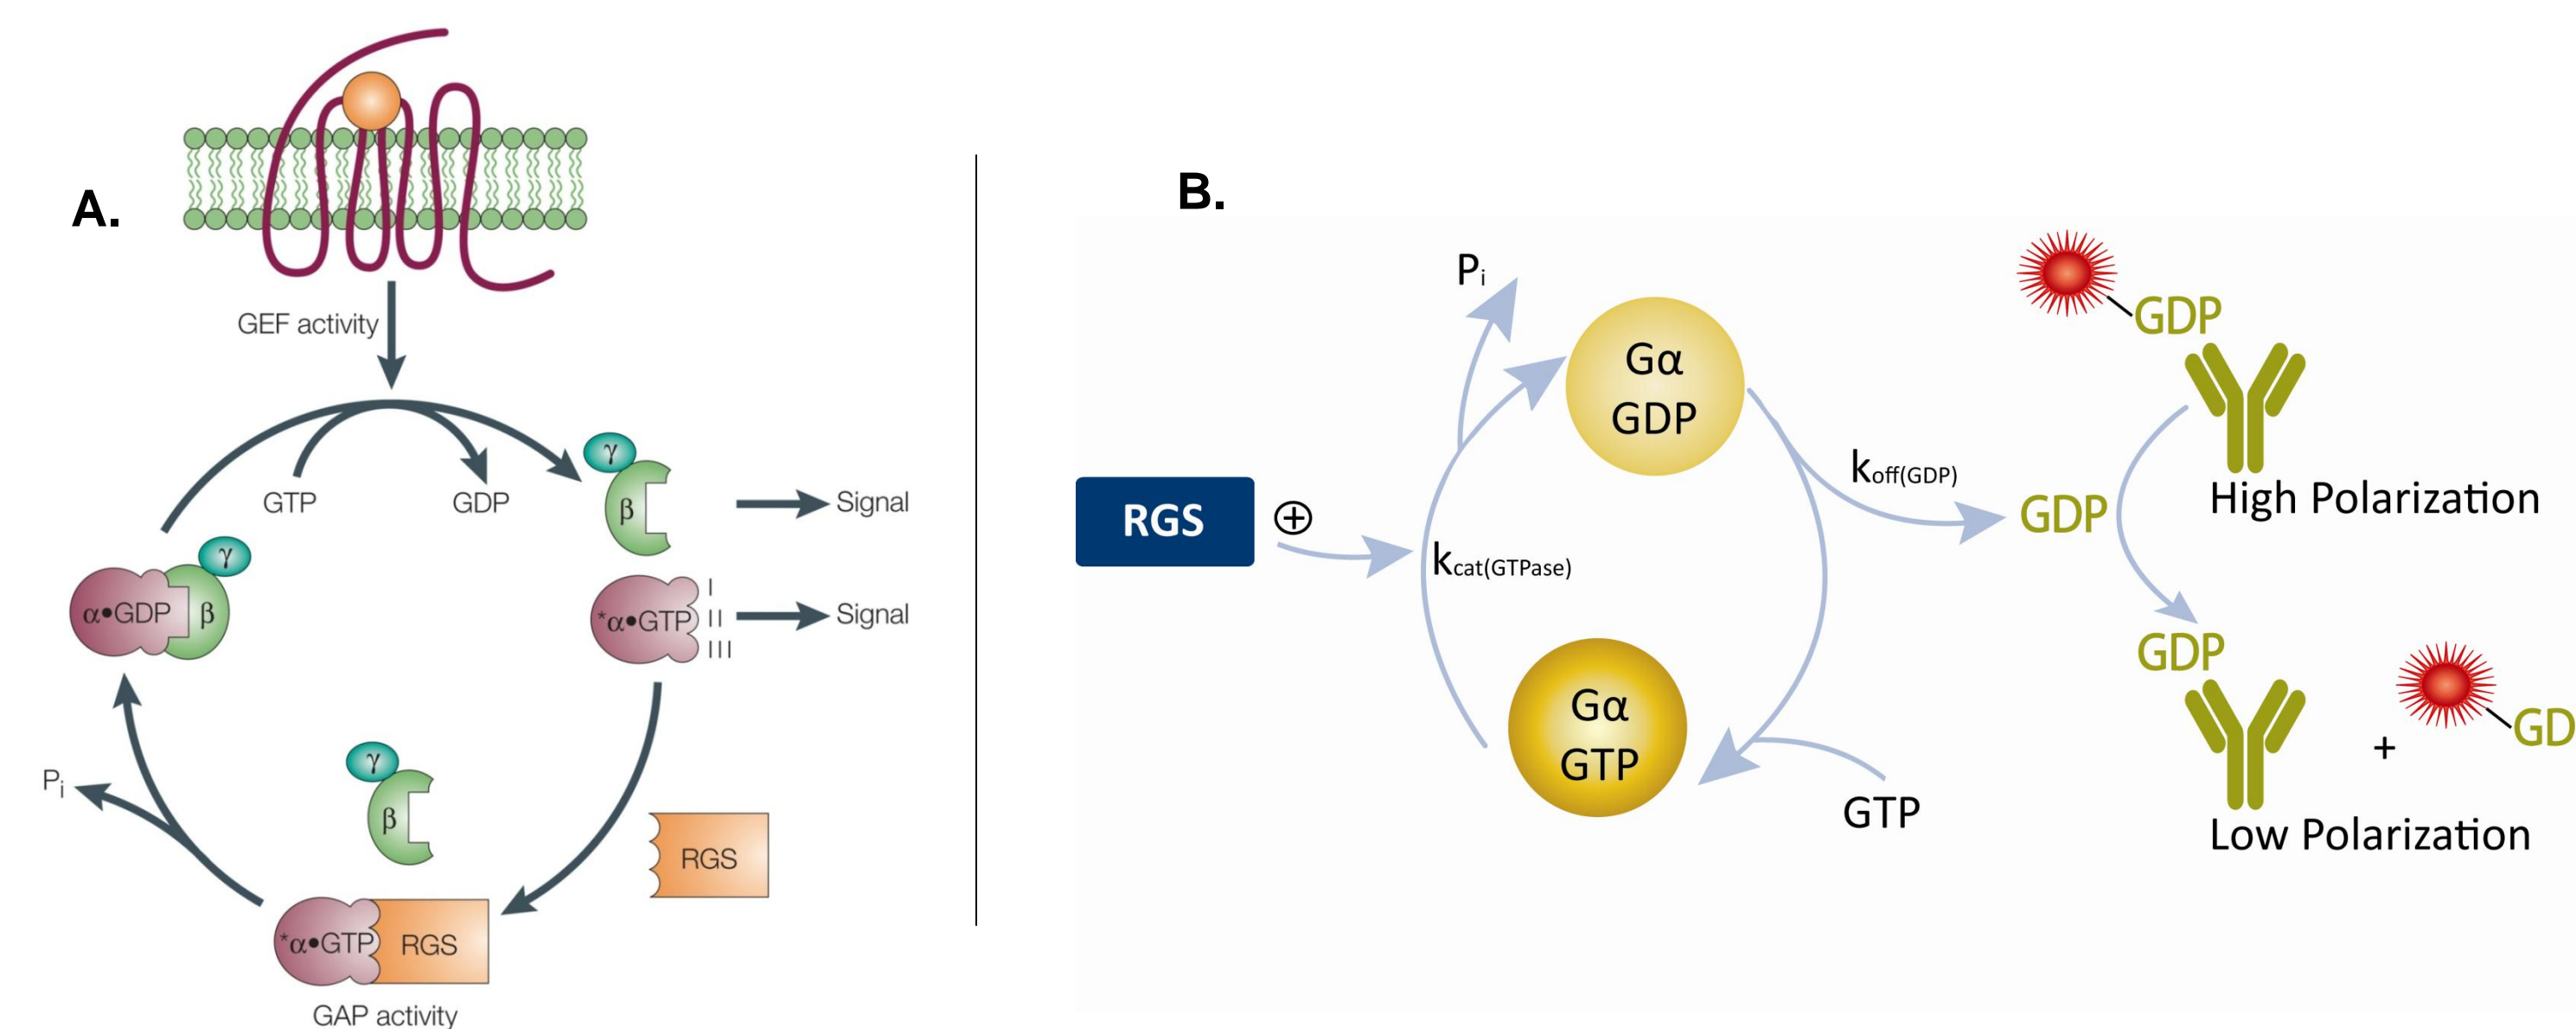 A.
GEF activity
GTP
GDP
γ
β
Signal
γ
α•GDP
β
*α•GTP
I
II
III
Signal
γ
β
Pi
RGS
*α•GTP
RGS
GAP activity
B.
Pi
Gα
GDP
GDP
koff(GDP)
High Polarization
RGS
+
kcat(GTPase)
GDP
GDP
Gα
GTP
+
GD
GTP
Low Polarization